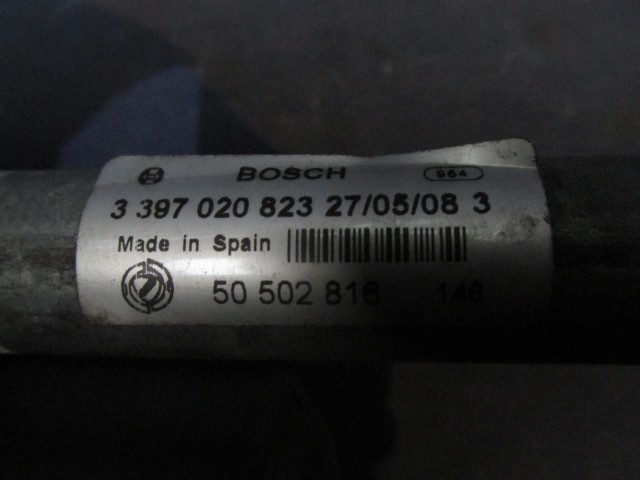 BOSCH 964
3 397 020 823 27/05/08 3
Made in Spain
50 502 816 146